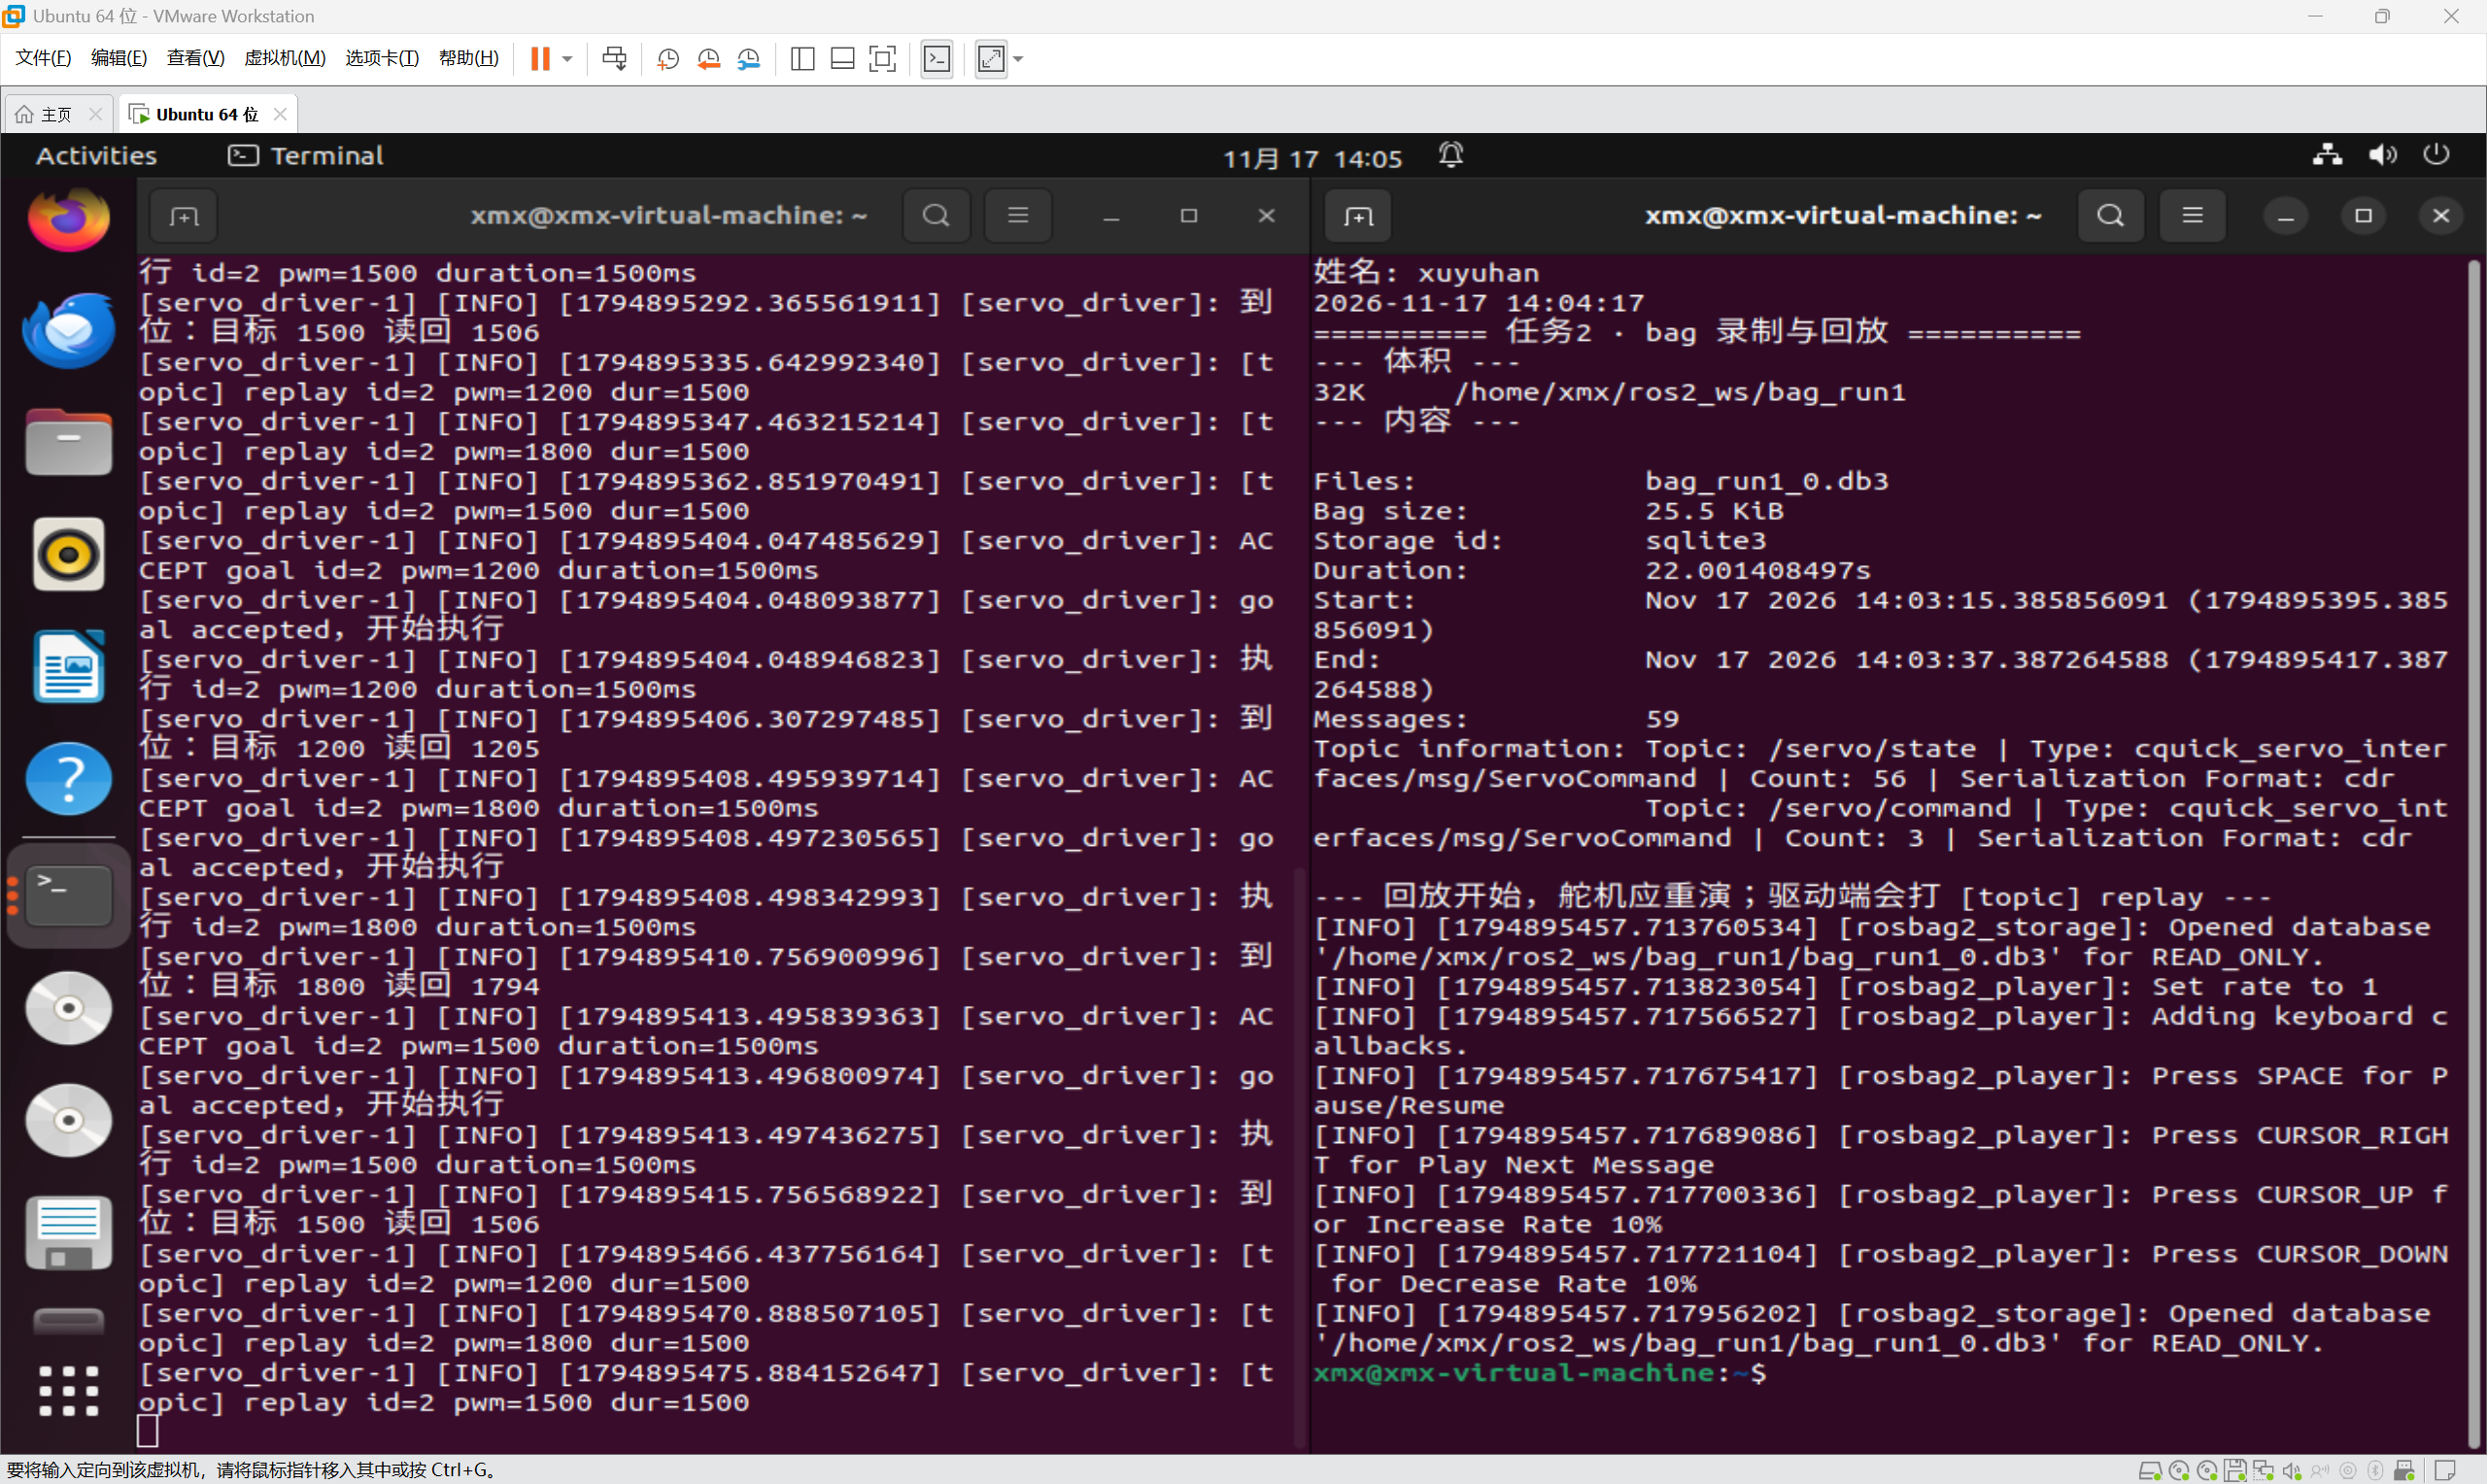 Ubuntu 64 位 - VMware Workstation
文件(F) 编辑(E) 查看(V) 虚拟机(M) 选项卡(T) 帮助(H)
主页 Ubuntu 64 位
Activities Terminal 11月 17 14:05
xmx@xmx-virtual-machine: ~
行 id=2 pwm=1500 duration=1500ms
[servo_driver-1] [INFO] [1794895292.365561911] [servo_driver]: 到
位：目标 1500 读回 1506
[servo_driver-1] [INFO] [1794895335.642992340] [servo_driver]: [t
opic] replay id=2 pwm=1200 dur=1500
[servo_driver-1] [INFO] [1794895347.463215214] [servo_driver]: [t
opic] replay id=2 pwm=1800 dur=1500
[servo_driver-1] [INFO] [1794895362.851970491] [servo_driver]: [t
opic] replay id=2 pwm=1500 dur=1500
[servo_driver-1] [INFO] [1794895404.047485629] [servo_driver]: AC
CEPT goal id=2 pwm=1200 duration=1500ms
[servo_driver-1] [INFO] [1794895404.048093877] [servo_driver]: go
al accepted, 开始执行
[servo_driver-1] [INFO] [1794895404.048946823] [servo_driver]: 执
行 id=2 pwm=1200 duration=1500ms
[servo_driver-1] [INFO] [1794895406.307297485] [servo_driver]: 到
位：目标 1200 读回 1205
[servo_driver-1] [INFO] [1794895408.495939714] [servo_driver]: AC
CEPT goal id=2 pwm=1800 duration=1500ms
[servo_driver-1] [INFO] [1794895408.497230565] [servo_driver]: go
al accepted, 开始执行
[servo_driver-1] [INFO] [1794895408.498342993] [servo_driver]: 执
行 id=2 pwm=1800 duration=1500ms
[servo_driver-1] [INFO] [1794895410.756900996] [servo_driver]: 到
位：目标 1800 读回 1794
[servo_driver-1] [INFO] [1794895413.495839363] [servo_driver]: AC
CEPT goal id=2 pwm=1500 duration=1500ms
[servo_driver-1] [INFO] [1794895413.496800974] [servo_driver]: go
al accepted, 开始执行
[servo_driver-1] [INFO] [1794895413.497436275] [servo_driver]: 执
行 id=2 pwm=1500 duration=1500ms
[servo_driver-1] [INFO] [1794895415.756568922] [servo_driver]: 到
位：目标 1500 读回 1506
[servo_driver-1] [INFO] [1794895466.437756164] [servo_driver]: [t
opic] replay id=2 pwm=1200 dur=1500
[servo_driver-1] [INFO] [1794895470.888507105] [servo_driver]: [t
opic] replay id=2 pwm=1800 dur=1500
[servo_driver-1] [INFO] [1794895475.884152647] [servo_driver]: [t
opic] replay id=2 pwm=1500 dur=1500
xmx@xmx-virtual-machine: ~
姓名: xuyuhan
2026-11-17 14:04:17
========== 任务2 · bag 录制与回放 ==========
--- 体积 ---
32K /home/xmx/ros2_ws/bag_run1
--- 内容 ---
Files: bag_run1_0.db3
Bag size: 25.5 KiB
Storage id: sqlite3
Duration: 22.001408497s
Start: Nov 17 2026 14:03:15.385856091 (1794895395.385
856091)
End: Nov 17 2026 14:03:37.387264588 (1794895417.387
264588)
Messages: 59
Topic information: Topic: /servo/state | Type: cquick_servo_inter
faces/msg/ServoCommand | Count: 56 | Serialization Format: cdr
Topic: /servo/command | Type: cquick_servo_int
erfaces/msg/ServoCommand | Count: 3 | Serialization Format: cdr
--- 回放开始, 舵机应重演；驱动端会打 [topic] replay ---
[INFO] [1794895457.713760534] [rosbag2_storage]: Opened database
'/home/xmx/ros2_ws/bag_run1/bag_run1_0.db3' for READ_ONLY.
[INFO] [1794895457.713823054] [rosbag2_player]: Set rate to 1
[INFO] [1794895457.717566527] [rosbag2_player]: Adding keyboard c
allbacks.
[INFO] [1794895457.717675417] [rosbag2_player]: Press SPACE for P
ause/Resume
[INFO] [1794895457.717689086] [rosbag2_player]: Press CURSOR_RIGH
T for Play Next Message
[INFO] [1794895457.717700336] [rosbag2_player]: Press CURSOR_UP f
or Increase Rate 10%
[INFO] [1794895457.717721104] [rosbag2_player]: Press CURSOR_DOWN
for Decrease Rate 10%
[INFO] [1794895457.717956202] [rosbag2_storage]: Opened database
'/home/xmx/ros2_ws/bag_run1/bag_run1_0.db3' for READ_ONLY.
xmx@xmx-virtual-machine:~$
要将输入定向到该虚拟机，请将鼠标指针移入其中或按 Ctrl+G。